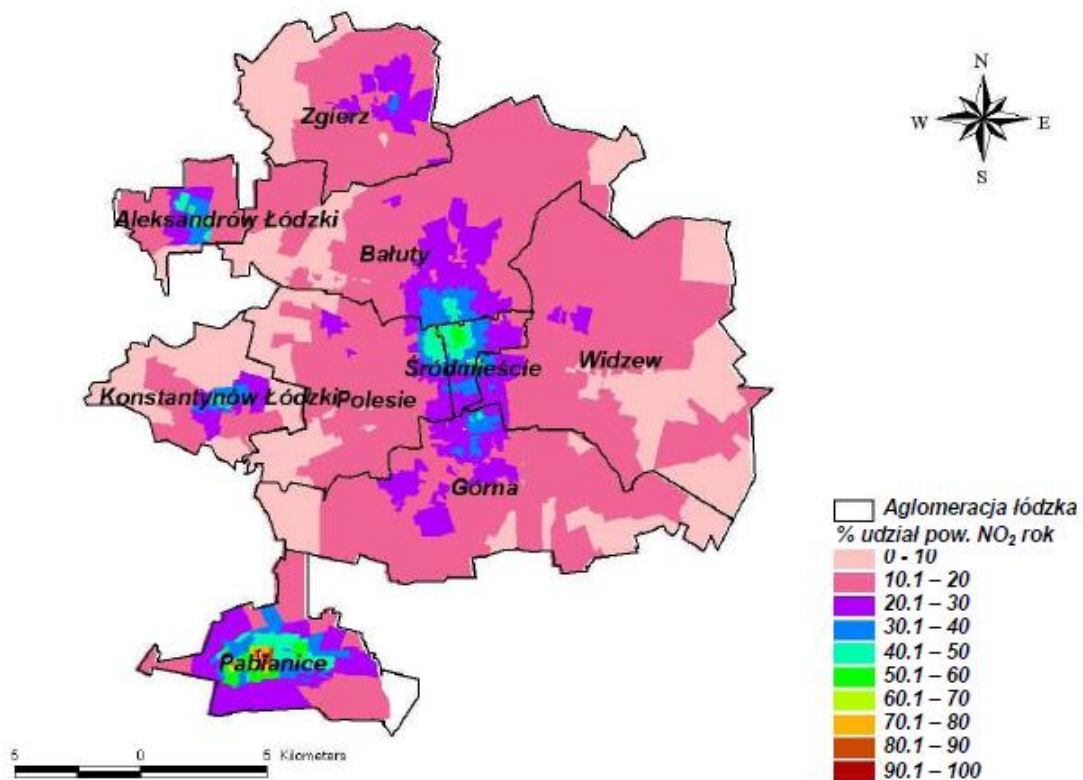 N
W E
S
Zgierz
Aleksandrów Łódzki
Bałuty
Śródmieście
Widzew
Konstantynów Łódzki
Polesie
Górna
Pabianice
Aglomeracja łódzka
% udział pow. NO₂ rok
0 - 10
10.1 – 20
20.1 – 30
30.1 – 40
40.1 – 50
50.1 – 60
60.1 – 70
70.1 – 80
80.1 – 90
90.1 – 100
5 0 5 Kilometers